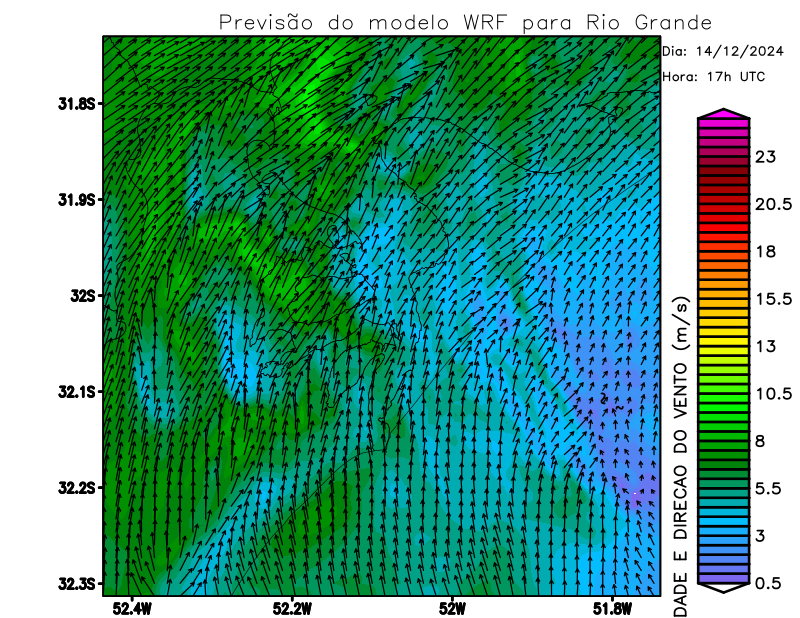 Previsão do modelo WRF para Rio Grande
Dia: 14/12/2024
Hora: 17h UTC
31.8S
31.9S
32S
32.1S
32.2S
32.3S
52.4W
52.2W
52W
51.8W
23
20.5
18
15.5
13
10.5
8
5.5
3
0.5
DADE E DIRECAO DO VENTO (m/s)